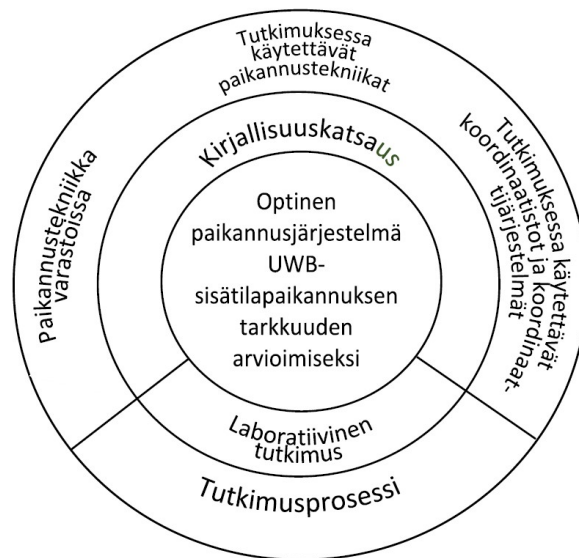 Tutkimuksessa
käytettävät
paikannustekniikat
Kirjallisuuskatsaus
Paikannustekniikka
varastoissa
Tutkimuksessa käytettävät
koordinaatistot ja koordinaat-
tijärjestelmät
Optinen
paikannusjärjestelmä
UWB-
sisätilapaikannuksen
tarkkuuden
arvioimiseksi
Laboratiivinen
tutkimus
Tutkimusprosessi